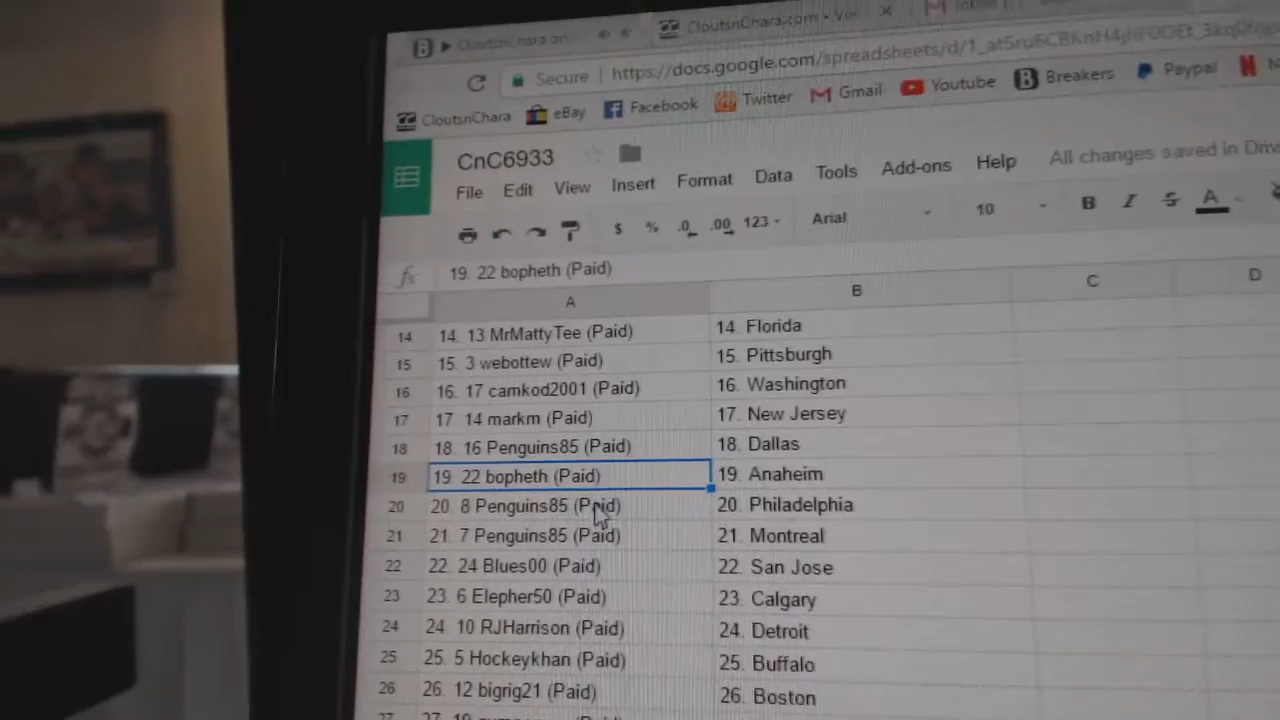 CloutsnChara.com - Vin
Secure | https://docs.google.com/spreadsheets/d/
CloutsnChara eBay Facebook Twitter Gmail Youtube Breakers Paypal
CnC6933
File Edit View Insert Format Data Tools Add-ons Help All changes saved in Driv
$ % .0 .00 123 Arial 10 B I S A
fx 19. 22 bopheth (Paid)
A B C D
14 14. 13 MrMattyTee (Paid) 14. Florida
15 15. 3 webottew (Paid) 15. Pittsburgh
16 16. 17 camkod2001 (Paid) 16. Washington
17 17. 14 markm (Paid) 17. New Jersey
18 18. 16 Penguins85 (Paid) 18. Dallas
19 19. 22 bopheth (Paid) 19. Anaheim
20 20. 8 Penguins85 (Paid) 20. Philadelphia
21 21. 7 Penguins85 (Paid) 21. Montreal
22 22. 24 Blues00 (Paid) 22. San Jose
23 23. 6 Elepher50 (Paid) 23. Calgary
24 24. 10 RJHarrison (Paid) 24. Detroit
25 25. 5 Hockeykhan (Paid) 25. Buffalo
26 26. 12 bigrig21 (Paid) 26. Boston